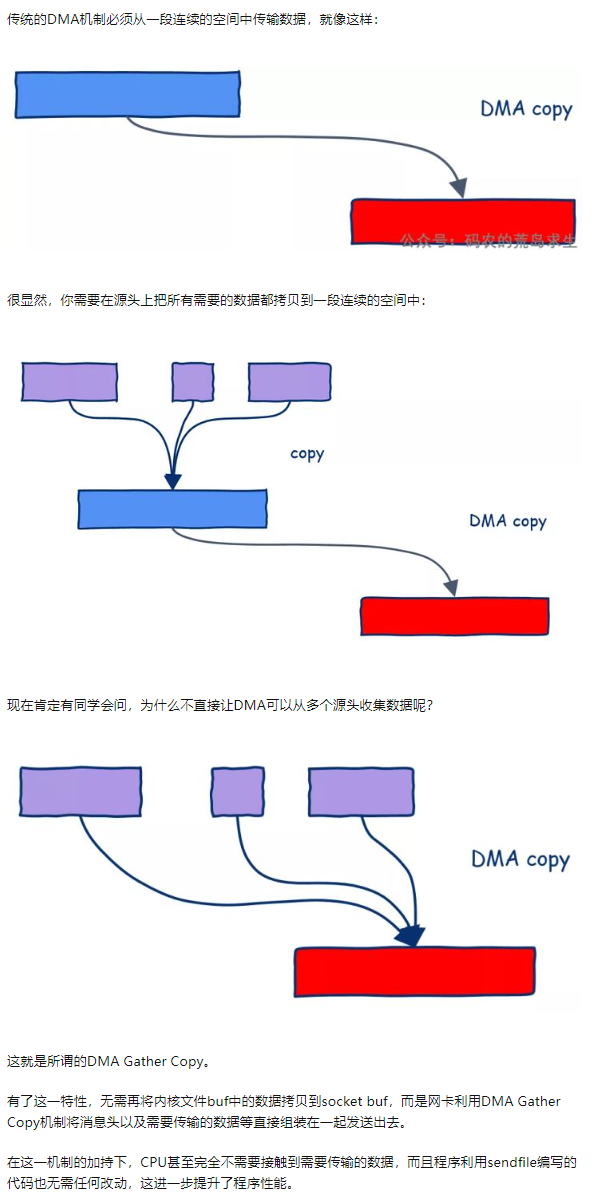 传统的DMA机制必须从一段连续的空间中传输数据，就像这样：
DMA copy
公众号：码农的荒岛求生
很显然，你需要在源头上把所有需要的数据都拷贝到一段连续的空间中：
copy
DMA copy
现在肯定有同学会问，为什么不直接让DMA可以从多个源头收集数据呢？
DMA copy
这就是所谓的DMA Gather Copy。
有了这一特性，无需再将内核文件buf中的数据拷贝到socket buf，而是网卡利用DMA Gather
Copy机制将消息头以及需要传输的数据等直接组装在一起发送出去。
在这一机制的加持下，CPU甚至完全不需要接触到需要传输的数据，而且程序利用sendfile编写的
代码也无需任何改动，这进一步提升了程序性能。